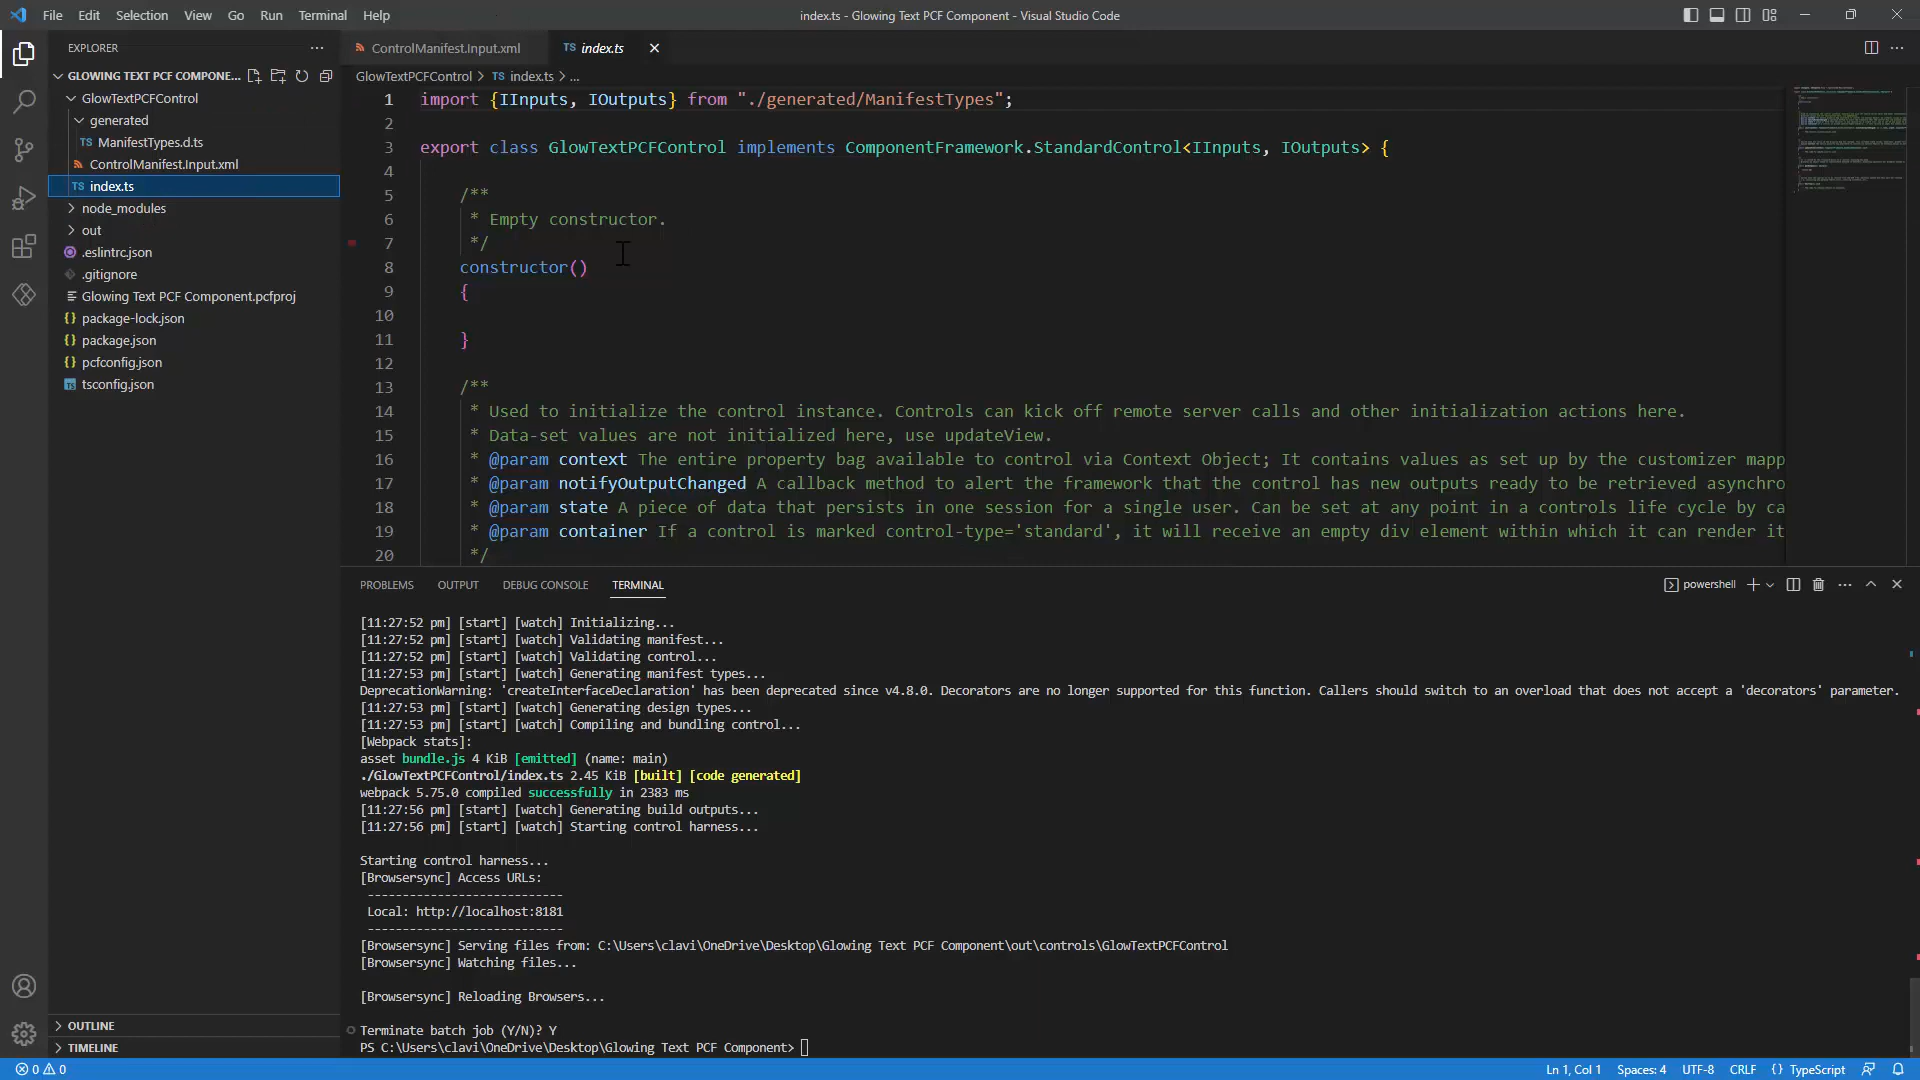 File Edit Selection View Go Run Terminal Help
index.ts - Glowing Text PCF Component - Visual Studio Code
EXPLORER
GLOWING TEXT PCF COMPONE...
GlowTextPCFControl
generated
TS ManifestTypes.d.ts
ControlManifest.Input.xml
TS index.ts
node_modules
out
.eslintrc.json
.gitignore
Glowing Text PCF Component.pcfproj
{} package-lock.json
{} package.json
{} pcfconfig.json
TS tsconfig.json
OUTLINE
TIMELINE
ControlManifest.Input.xml
TS index.ts
GlowTextPCFControl > TS index.ts > ...
1 import {IInputs, IOutputs} from "./generated/ManifestTypes";
2
3 export class GlowTextPCFControl implements ComponentFramework.StandardControl<IInputs, IOutputs> {
4
5 /**
6 * Empty constructor.
7 */
8 constructor()
9 {
10
11 }
12
13 /**
14 * Used to initialize the control instance. Controls can kick off remote server calls and other initialization actions here.
15 * Data-set values are not initialized here, use updateView.
16 * @param context The entire property bag available to control via Context Object; It contains values as set up by the customizer mapp
17 * @param notifyOutputChanged A callback method to alert the framework that the control has new outputs ready to be retrieved asynchro
18 * @param state A piece of data that persists in one session for a single user. Can be set at any point in a controls life cycle by ca
19 * @param container If a control is marked control-type='standard', it will receive an empty div element within which it can render it
20 */
PROBLEMS OUTPUT DEBUG CONSOLE TERMINAL
powershell
[11:27:52 pm] [start] [watch] Initializing...
[11:27:52 pm] [start] [watch] Validating manifest...
[11:27:52 pm] [start] [watch] Validating control...
[11:27:53 pm] [start] [watch] Generating manifest types...
DeprecationWarning: 'createInterfaceDeclaration' has been deprecated since v4.8.0. Decorators are no longer supported for this function. Callers should switch to an overload that does not accept a 'decorators' parameter.
[11:27:53 pm] [start] [watch] Generating design types...
[11:27:53 pm] [start] [watch] Compiling and bundling control...
[Webpack stats]:
asset bundle.js 4 KiB [emitted] (name: main)
./GlowTextPCFControl/index.ts 2.45 KiB [built] [code generated]
webpack 5.75.0 compiled successfully in 2383 ms
[11:27:56 pm] [start] [watch] Generating build outputs...
[11:27:56 pm] [start] [watch] Starting control harness...
Starting control harness...
[Browsersync] Access URLs:
----------------------------
Local: http://localhost:8181
----------------------------
[Browsersync] Serving files from: C:\Users\clavi\OneDrive\Desktop\Glowing Text PCF Component\out\controls\GlowTextPCFControl
[Browsersync] Watching files...
[Browsersync] Reloading Browsers...
Terminate batch job (Y/N)? Y
PS C:\Users\clavi\OneDrive\Desktop\Glowing Text PCF Component>
0 0
Ln 1, Col 1 Spaces: 4 UTF-8 CRLF {} TypeScript